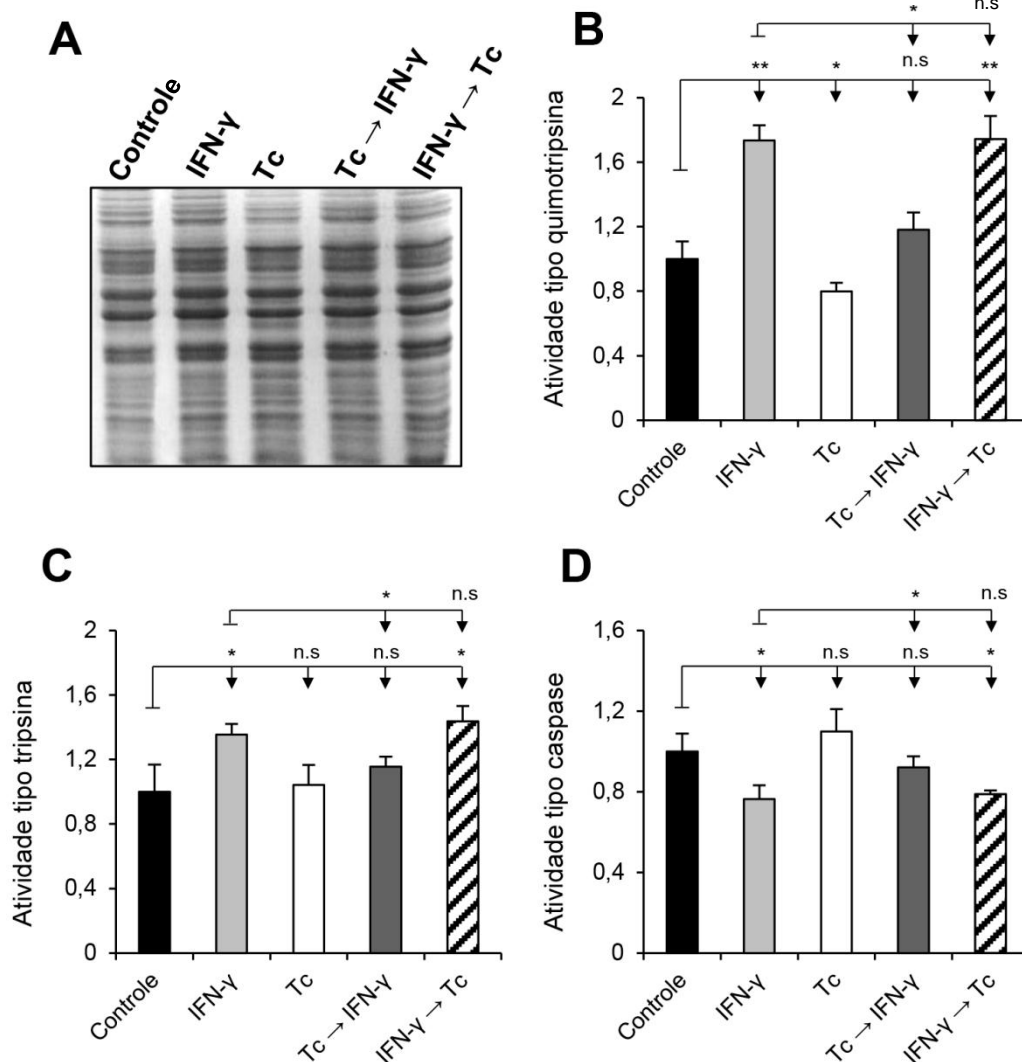 A
Controle
IFN-γ
Tc
Tc → IFN-γ
IFN-γ → Tc
B
* n.s
** * n.s **
Atividade tipo quimotripsina
2
1,6
1,2
0,8
0,4
0
Controle
IFN-γ
Tc
Tc → IFN-γ
IFN-γ → Tc
C
* n.s
* n.s n.s *
Atividade tipo tripsina
2
1,6
1,2
0,8
0,4
0
Controle
IFN-γ
Tc
Tc → IFN-γ
IFN-γ → Tc
D
* n.s
* n.s n.s *
Atividade tipo caspase
1,6
1,2
0,8
0,4
0
Controle
IFN-γ
Tc
Tc → IFN-γ
IFN-γ → Tc